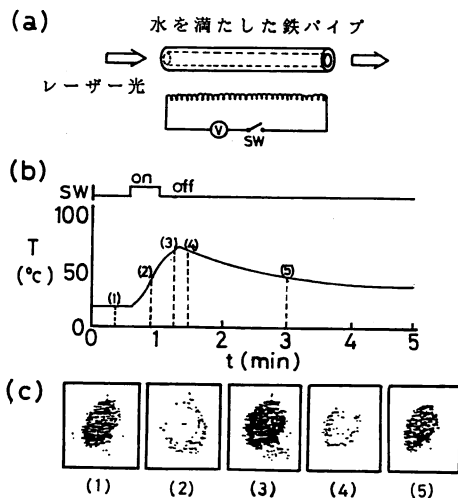 (a)
水を満たした鉄パイプ
レーザー光
V
SW
(b)
SW
on
off
100
T
(°c)
50
0
(1)
(2)
(3)
(4)
(5)
0 1 2 3 4 5
t(min)
(c)
(1) (2) (3) (4) (5)